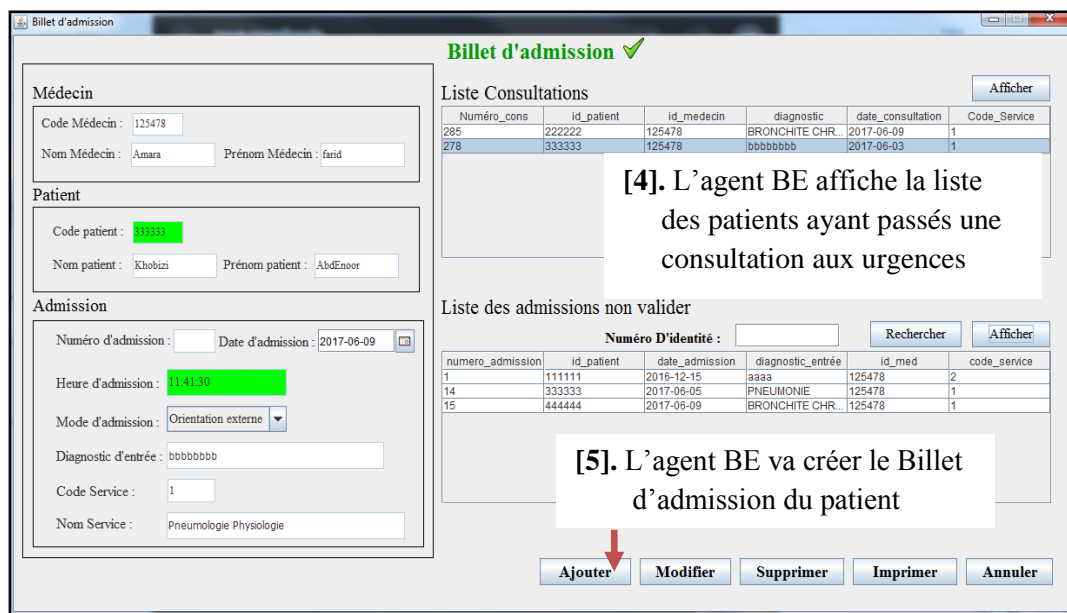 Billet d'admission
Billet d'admission
Médecin
Code Médecin : 125478
Nom Médecin : Amara Prénom Médecin : farid
Patient
Code patient : 333333
Nom patient : Khobizi Prénom patient : AbdEnoor
Admission
Numéro d'admission : Date d'admission : 2017-06-09
Heure d'admission : 11:41:30
Mode d'admission : Orientation externe
Diagnostic d'entrée : bbbbbbbb
Code Service : 1
Nom Service : Pneumologie Physiologie
Liste Consultations Afficher
Numéro_cons id_patient id_medecin diagnostic date_consultation Code_Service
285 222222 125478 BRONCHITE CHR... 2017-06-09 1
278 333333 125478 bbbbbbbb 2017-06-03 1
[4]. L'agent BE affiche la liste
des patients ayant passés une
consultation aux urgences
Liste des admissions non valider
Numéro D'identité : Rechercher Afficher
numero_admission id_patient date_admission diagnostic_entrée id_med code_service
1 111111 2016-12-15 aaaa 125478 2
14 333333 2017-06-05 PNEUMONIE 125478 1
15 444444 2017-06-09 BRONCHITE CHR... 125478 1
[5]. L'agent BE va créer le Billet
d'admission du patient
Ajouter Modifier Supprimer Imprimer Annuler